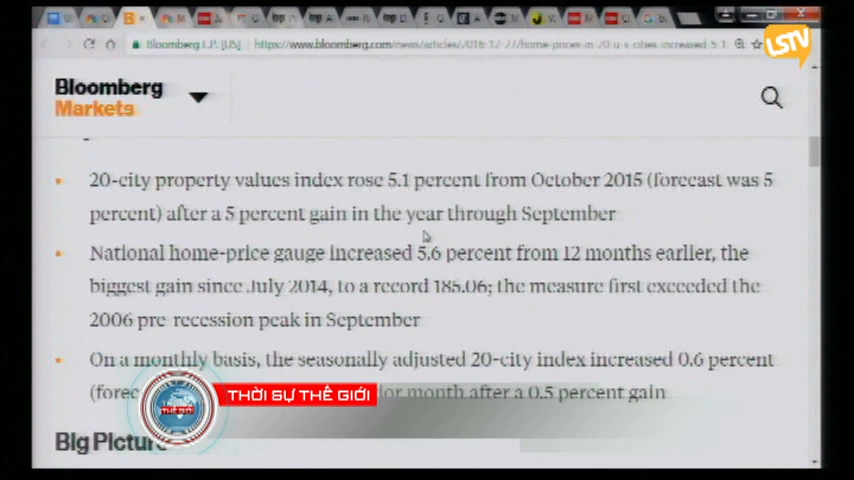 Bloomberg L.P. [US]
https://www.bloomberg.com/news/articles/2016-12-27/home-prices-in-20-u-s-cities-increased-5-1
LSTV
Bloomberg
Markets
20-city property values index rose 5.1 percent from October 2015 (forecast was 5
percent) after a 5 percent gain in the year through September
National home-price gauge increased 5.6 percent from 12 months earlier, the
biggest gain since July 2014, to a record 185.06; the measure first exceeded the
2006 pre-recession peak in September
On a monthly basis, the seasonally adjusted 20-city index increased 0.6 percent
(forec month after a 0.5 percent gain
THỜI SỰ THẾ GIỚI
THẾ GIỚI
Big Picture